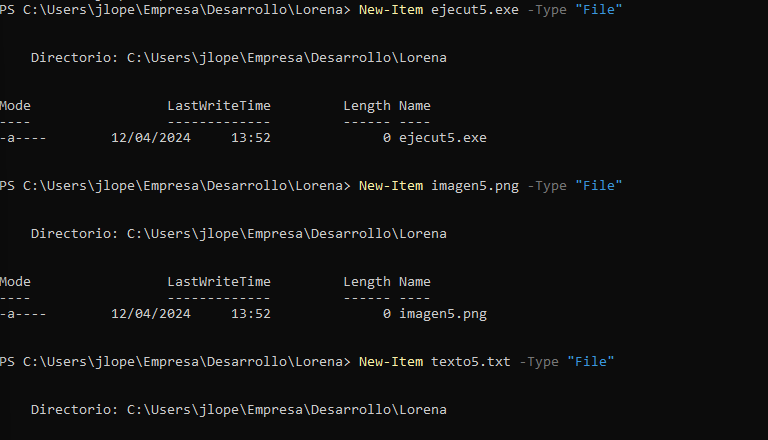 PS C:\Users\jlope\Empresa\Desarrollo\Lorena> New-Item ejecut5.exe -Type "File"
Directorio: C:\Users\jlope\Empresa\Desarrollo\Lorena
Mode LastWriteTime Length Name
---- ------------- ------ ----
-a---- 12/04/2024 13:52 0 ejecut5.exe
PS C:\Users\jlope\Empresa\Desarrollo\Lorena> New-Item imagen5.png -Type "File"
Directorio: C:\Users\jlope\Empresa\Desarrollo\Lorena
Mode LastWriteTime Length Name
---- ------------- ------ ----
-a---- 12/04/2024 13:52 0 imagen5.png
PS C:\Users\jlope\Empresa\Desarrollo\Lorena> New-Item texto5.txt -Type "File"
Directorio: C:\Users\jlope\Empresa\Desarrollo\Lorena